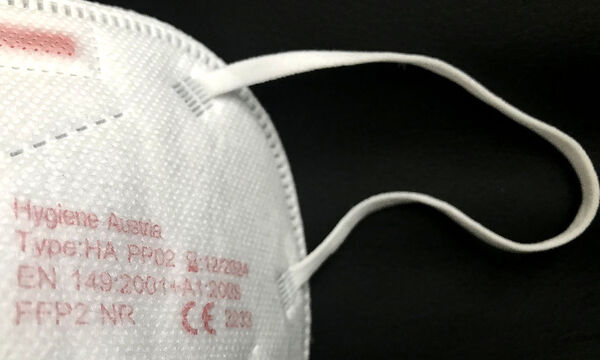 Hygiene Austria
Type:HA PP02 ⌛12/2024
EN 149:2001+A1:2009
FFP2 NR CE 2233